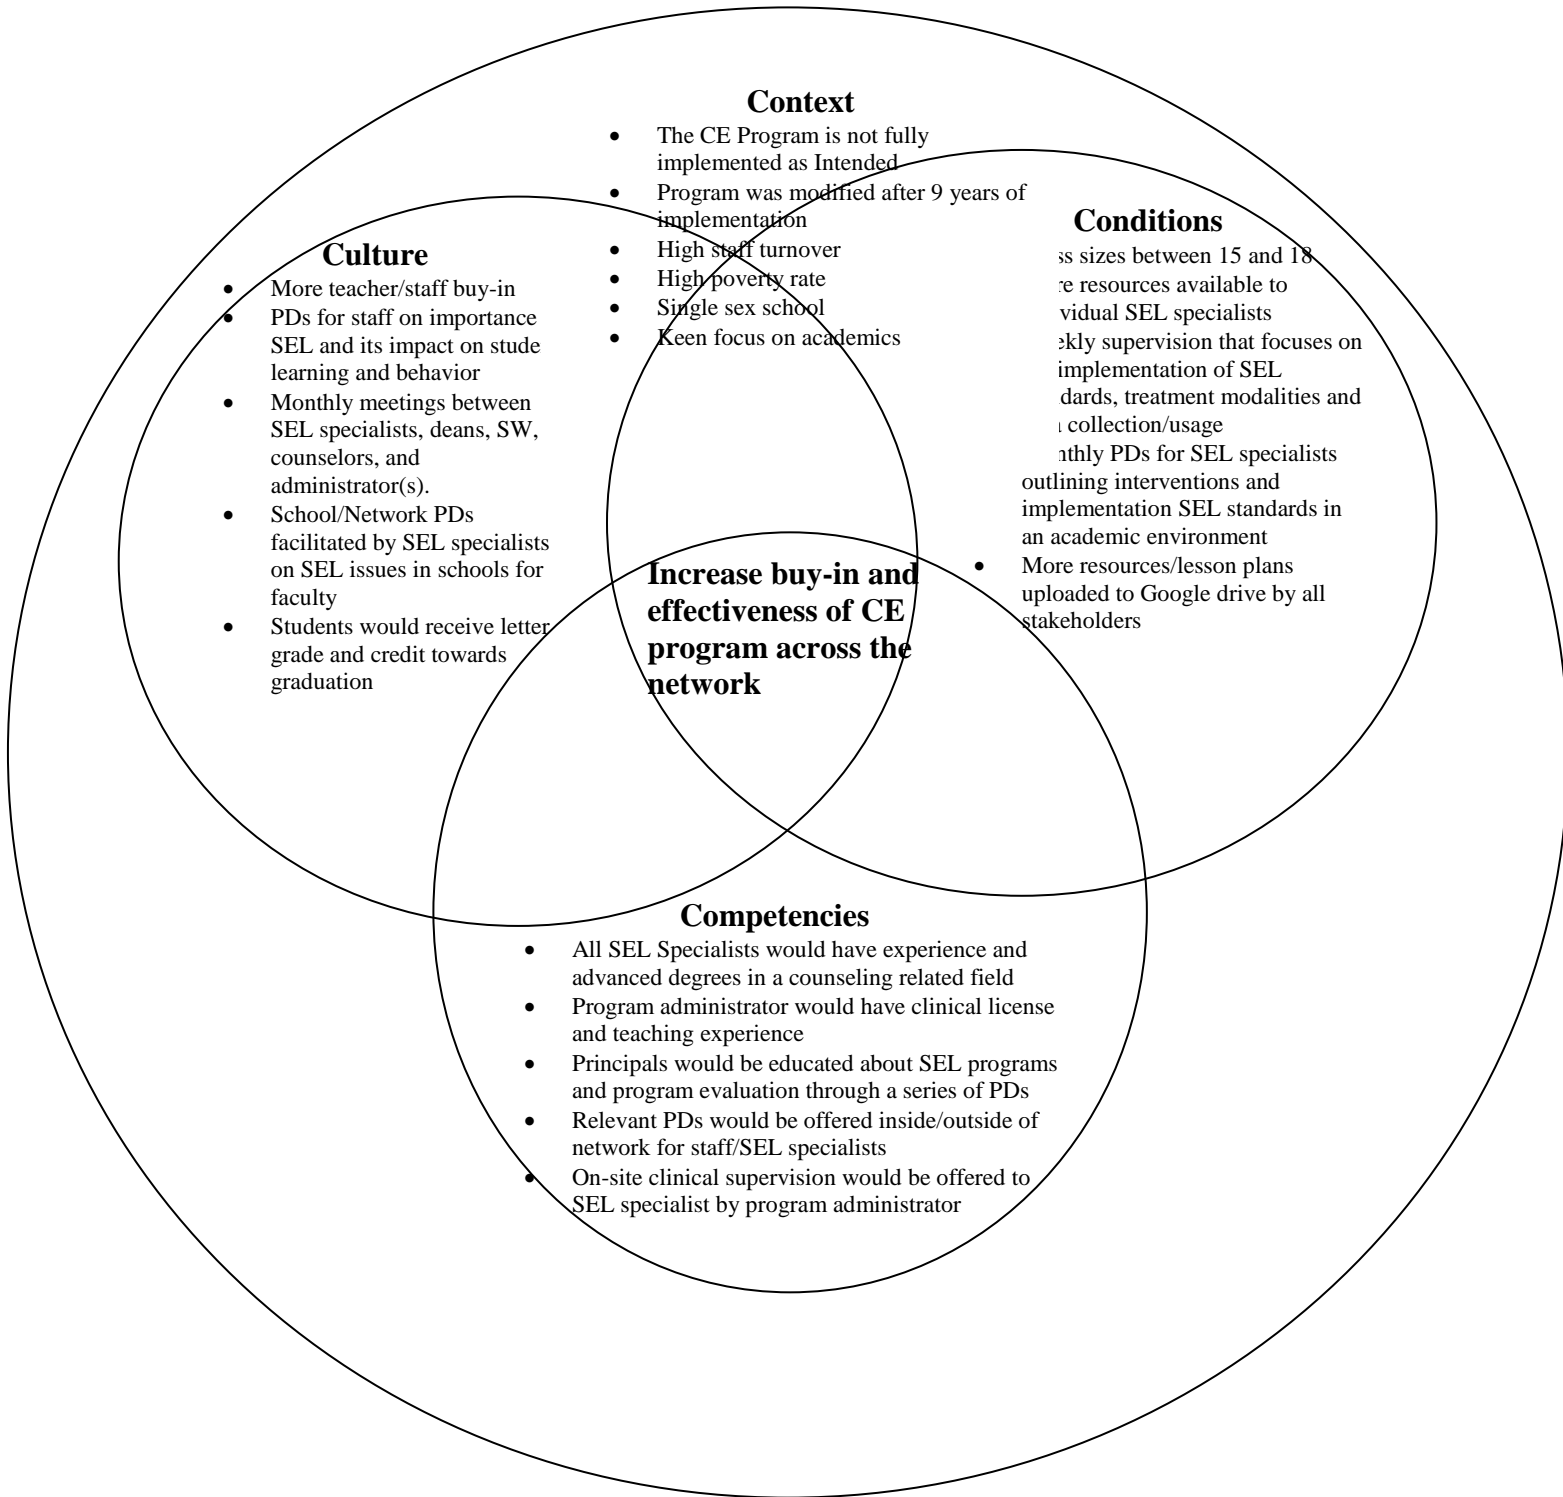 Context
• The CE Program is not fully
implemented as Intended
• Program was modified after 9 years of
implementation
• High staff turnover
• High poverty rate
• Single sex school
• Keen focus on academics
Culture
• More teacher/staff buy-in
• PDs for staff on importance
SEL and its impact on stude
learning and behavior
• Monthly meetings between
SEL specialists, deans, SW,
counselors, and
administrator(s).
• School/Network PDs
facilitated by SEL specialists
on SEL issues in schools for
faculty
• Students would receive letter
grade and credit towards
graduation
Conditions
sizes between 15 and 18
resources available to
SEL specialists
supervision that focuses on
implementation of SEL
treatment modalities and
collection/usage
PDs for SEL specialists
outlining interventions and
implementation SEL standards in
an academic environment
• More resources/lesson plans
uploaded to Google drive by all
stakeholders
Increase buy-in and
effectiveness of CE
program across the
network
Competencies
• All SEL Specialists would have experience and
advanced degrees in a counseling related field
• Program administrator would have clinical license
and teaching experience
• Principals would be educated about SEL programs
and program evaluation through a series of PDs
• Relevant PDs would be offered inside/outside of
network for staff/SEL specialists
• On-site clinical supervision would be offered to
SEL specialist by program administrator